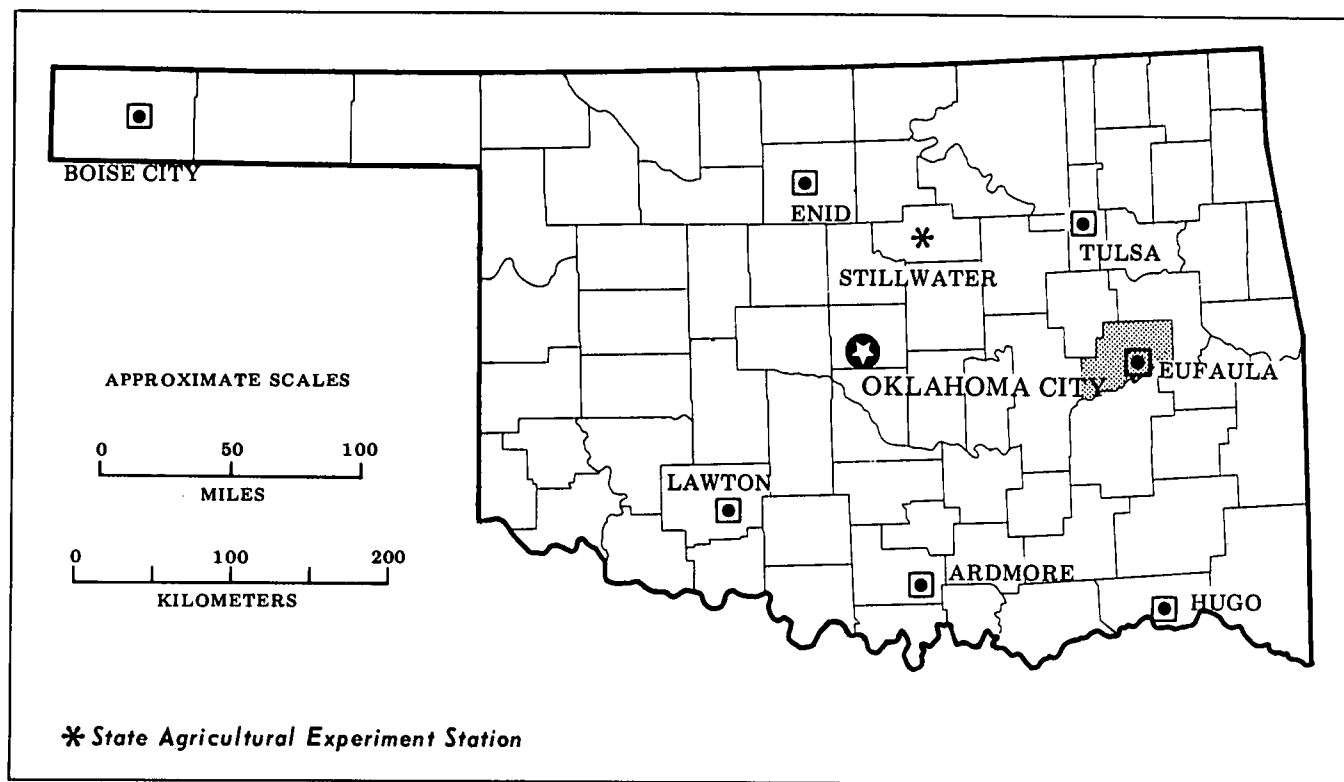 BOISE CITY
ENID
TULSA
STILLWATER
APPROXIMATE SCALES
OKLAHOMA CITY
EUFAULA
0 50 100
MILES
LAWTON
0 100 200
KILOMETERS
ARDMORE
HUGO
* State Agricultural Experiment Station